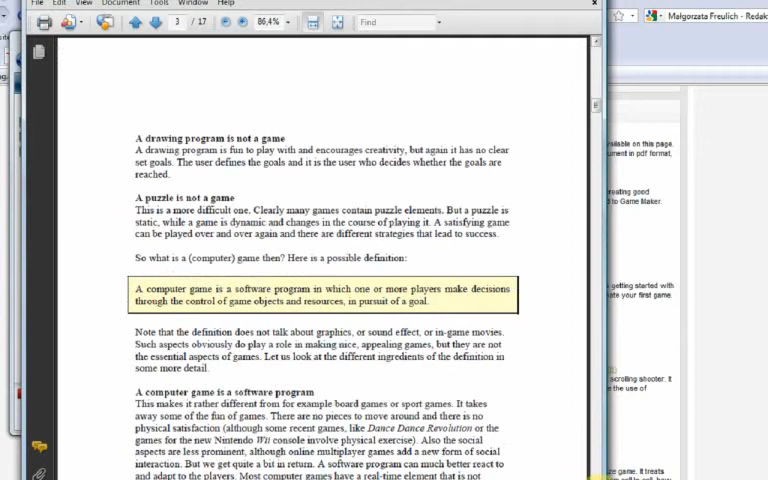 File Edit View Document Tools Window Help
3 / 17 86,4% Find
Małgorzata Freulich - Redak
A drawing program is not a game
A drawing program is fun to play with and encourages creativity, but again it has no clear
set goals. The user defines the goals and it is the user who decides whether the goals are
reached.
A puzzle is not a game
This is a more difficult one. Clearly many games contain puzzle elements. But a puzzle is
static, while a game is dynamic and changes in the course of playing it. A satisfying game
can be played over and over again and there are different strategies that lead to success.
So what is a (computer) game then? Here is a possible definition:
A computer game is a software program in which one or more players make decisions
through the control of game objects and resources, in pursuit of a goal.
Note that the definition does not talk about graphics, or sound effect, or in-game movies.
Such aspects obviously do play a role in making nice, appealing games, but they are not
the essential aspects of games. Let us look at the different ingredients of the definition in
some more detail.
A computer game is a software program
This makes it rather different from for example board games or sport games. It takes
away some of the fun of games. There are no pieces to move around and there is no
physical satisfaction (although some recent games, like Dance Dance Revolution or the
games for the new Nintendo Wii console involve physical exercise). Also the social
aspects are less prominent, although online multiplayer games add a new form of social
interaction. But we get quite a bit in return. A software program can much better react to
and adapt to the players. Most computer games have a real-time element that is not
on this page.
in pdf format,
good
to Game Maker.
getting started with
your first game.
scrolling shooter. It
the use of
game. It treats